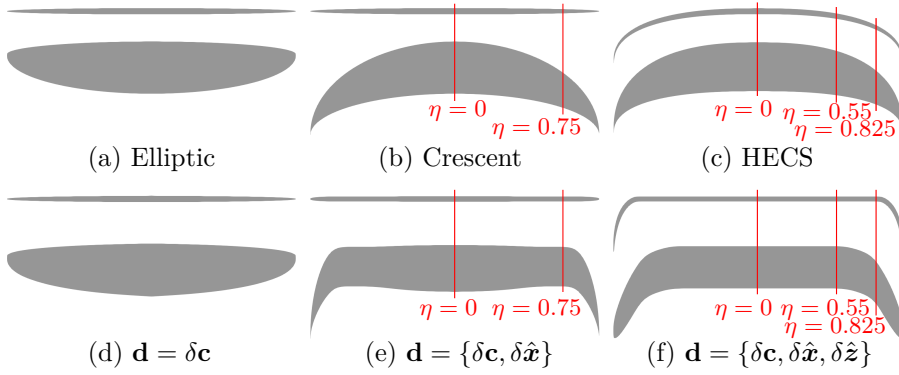 η = 0
η = 0.75
η = 0
η = 0.55
η = 0.825
(a) Elliptic
(b) Crescent
(c) HECS
η = 0
η = 0.75
η = 0
η = 0.55
η = 0.825
(d) d = δc
(e) d = {δc, δx̂}
(f) d = {δc, δx̂, δẑ}